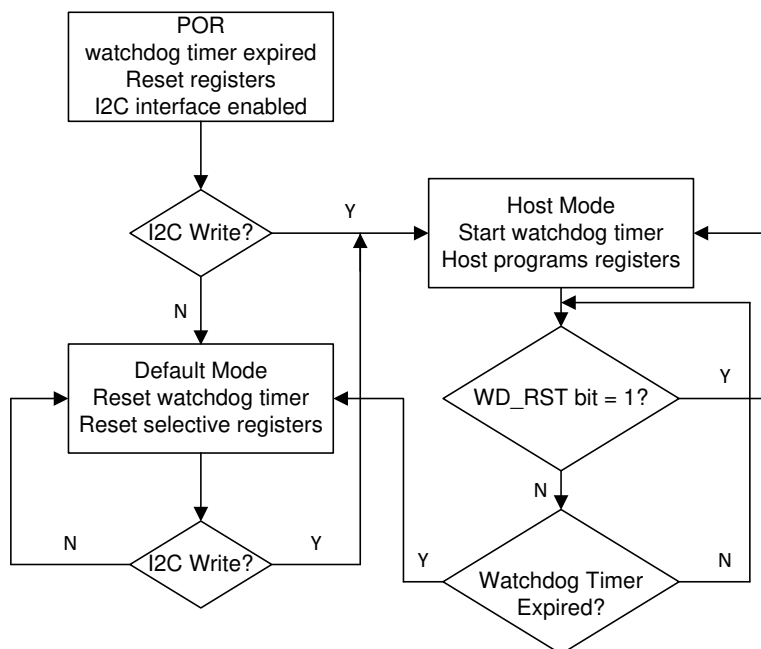 POR
watchdog timer expired
Reset registers
I2C interface enabled
I2C Write?
Y
N
Host Mode
Start watchdog timer
Host programs registers
Default Mode
Reset watchdog timer
Reset selective registers
WD_RST bit = 1?
Y
N
I2C Write?
N
Y
Watchdog Timer
Expired?
Y
N